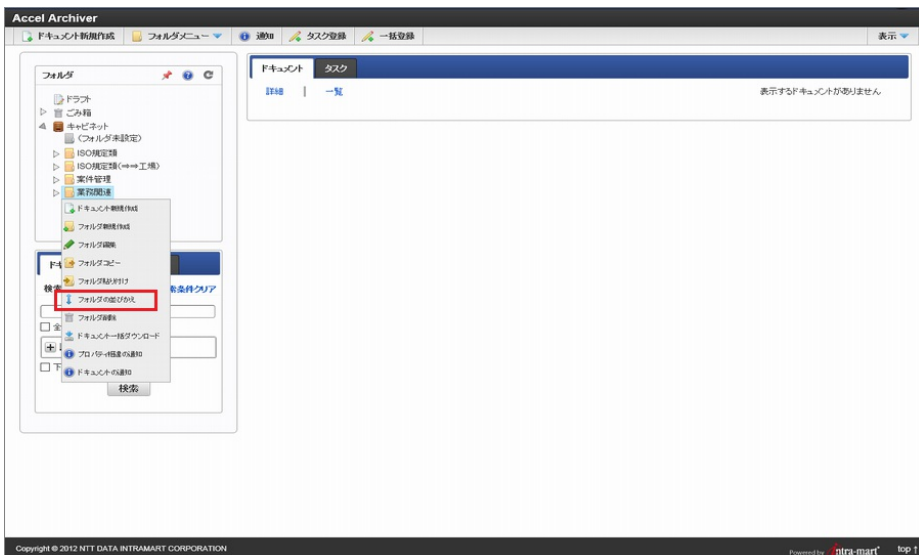 Accel Archiver
ドキュメント新規作成 フォルダメニュー 通知 タスク登録 一括登録 表示
フォルダ
ドラフト
ごみ箱
キャビネット
(フォルダ未設定)
ISO規定類
ISO規定類(⇒⇒工場)
案件管理
業務関連
ドキュメント新規作成
フォルダ新規作成
フォルダ編集
フォルダコピー
フォルダ貼り付け
フォルダの並びかえ
フォルダ削除
ドキュメント一括ダウンロード
の通知
ドキュメントの通知
検索条件クリア
検索
ドキュメント タスク
詳細 | 一覧
表示するドキュメントがありません
Copyright © 2012 NTT DATA INTRAMART CORPORATION
Powered by intra-mart top ↑